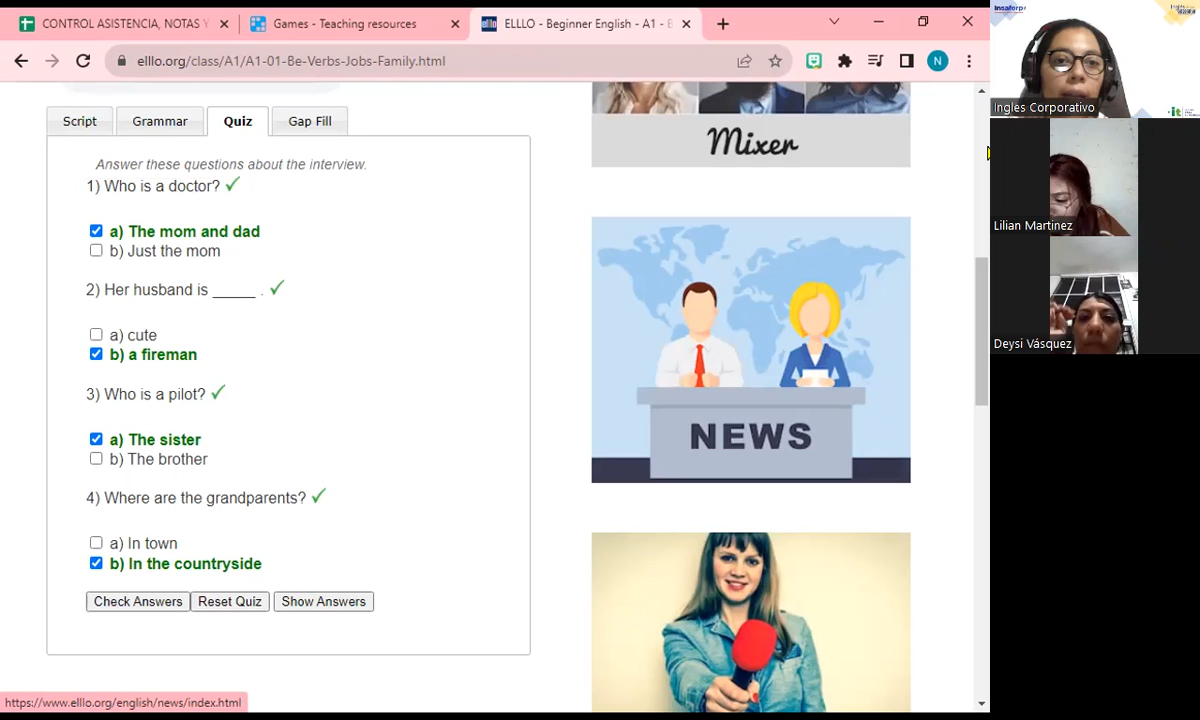 CONTROL ASISTENCIA, NOTAS Y
Games - Teaching resources
ELLLO - Beginner English - A1 - B
elllo.org/class/A1/A1-01-Be-Verbs-Jobs-Family.html
N
Script
Grammar
Quiz
Gap Fill
Answer these questions about the interview.
1) Who is a doctor?
a) The mom and dad
b) Just the mom
2) Her husband is _____ .
a) cute
b) a fireman
3) Who is a pilot?
a) The sister
b) The brother
4) Where are the grandparents?
a) In town
b) In the countryside
Check Answers
Reset Quiz
Show Answers
https://www.elllo.org/english/news/index.html
Mixer
NEWS
Insaforp
Ingles Corporativo
Lilian Martinez
Deysi Vásquez